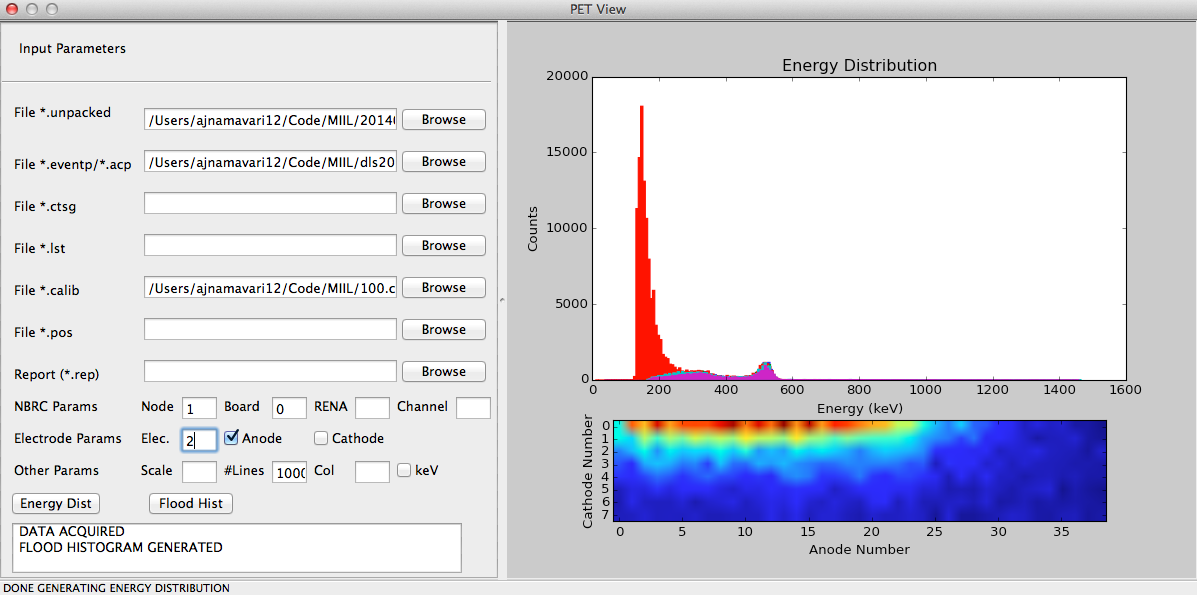 PET View
Input Parameters
File *.unpacked /Users/ajnamavari12/Code/MIIL/2014 Browse
File *.eventp/*.acp /Users/ajnamavari12/Code/MIIL/dls20 Browse
File *.ctsg Browse
File *.lst Browse
File *.calib /Users/ajnamavari12/Code/MIIL/100.c Browse
File *.pos Browse
Report (*.rep) Browse
NBRC Params Node 1 Board 0 RENA Channel
Electrode Params Elec. 2 Anode Cathode
Other Params Scale #Lines 1000 Col keV
Energy Dist Flood Hist
DATA ACQUIRED
FLOOD HISTOGRAM GENERATED
DONE GENERATING ENERGY DISTRIBUTION
Energy Distribution
Counts
20000
15000
10000
5000
0
0 200 400 600 800 1000 1200 1400 1600
Energy (keV)
Cathode Number
0
1
2
3
4
5
6
7
0 5 10 15 20 25 30 35
Anode Number